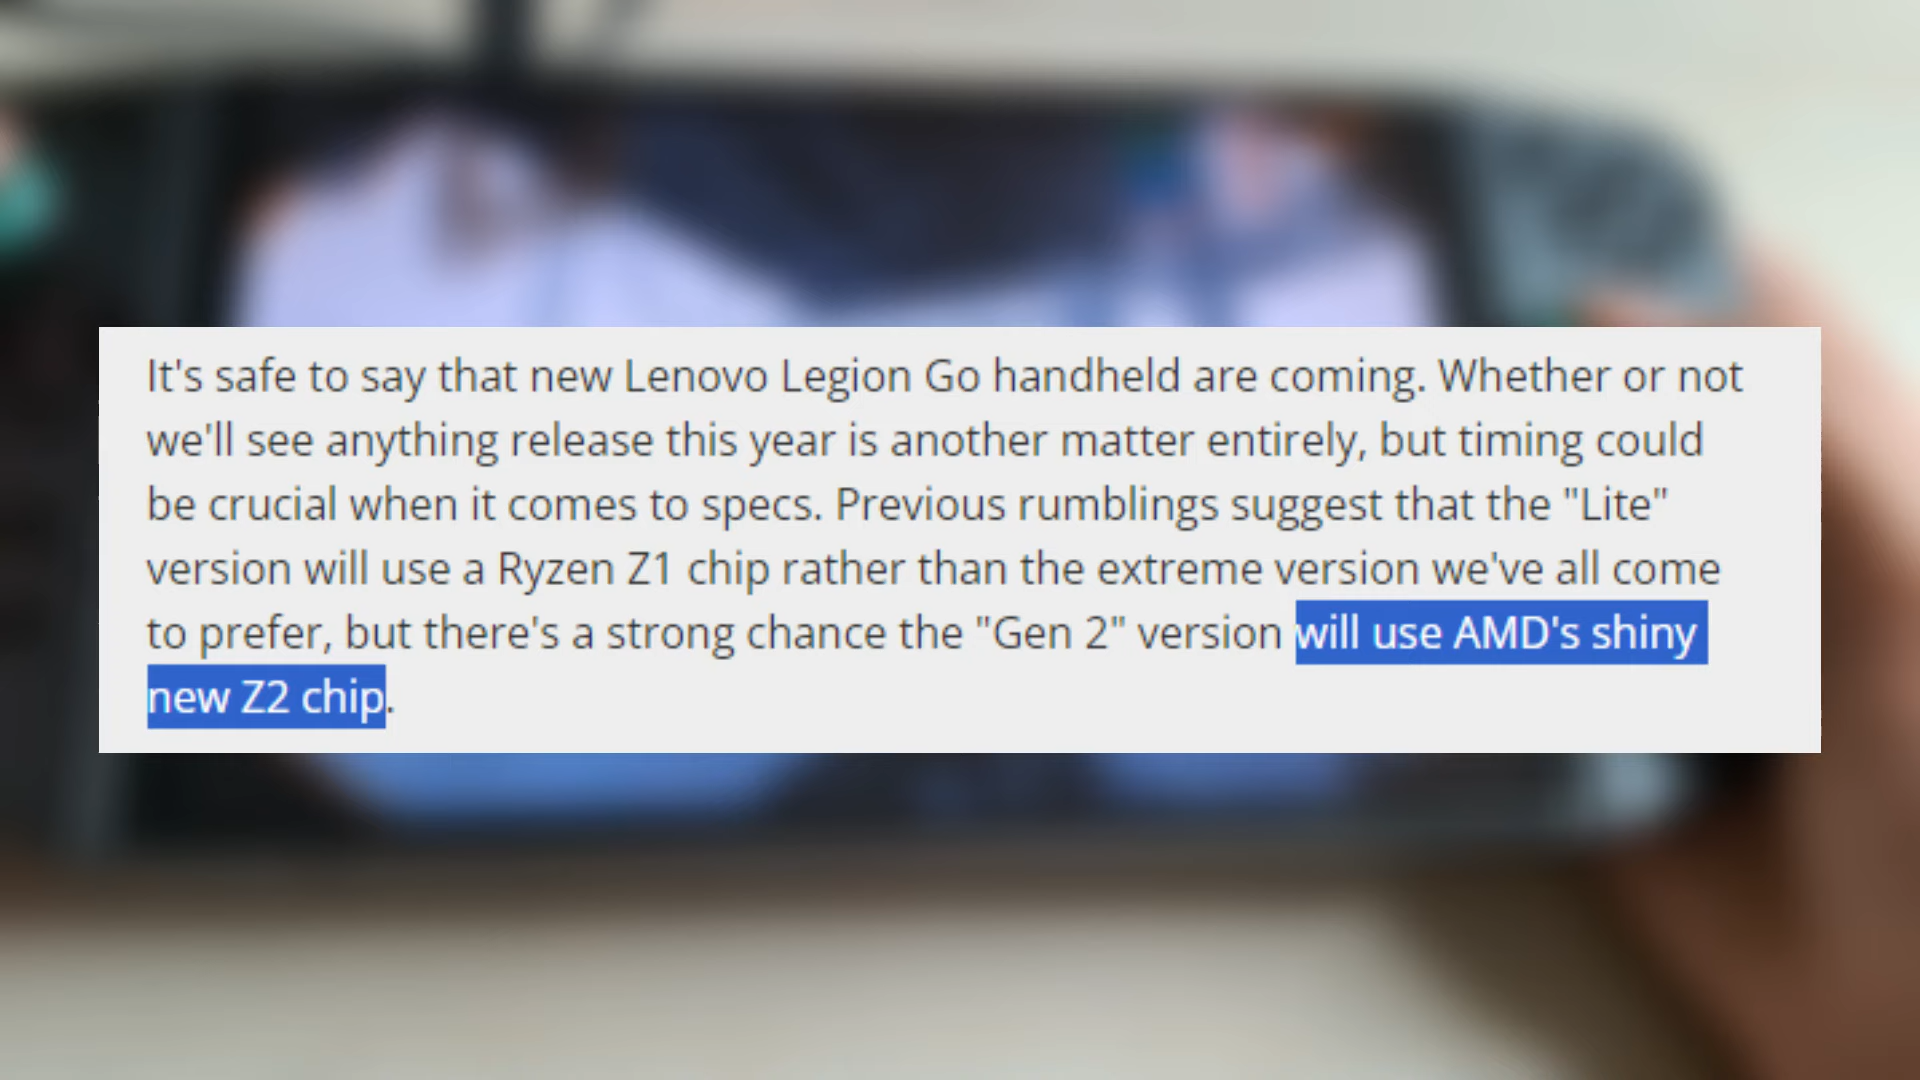 It's safe to say that new Lenovo Legion Go handheld are coming. Whether or not
we'll see anything release this year is another matter entirely, but timing could
be crucial when it comes to specs. Previous rumblings suggest that the "Lite"
version will use a Ryzen Z1 chip rather than the extreme version we've all come
to prefer, but there's a strong chance the "Gen 2" version will use AMD's shiny
new Z2 chip.